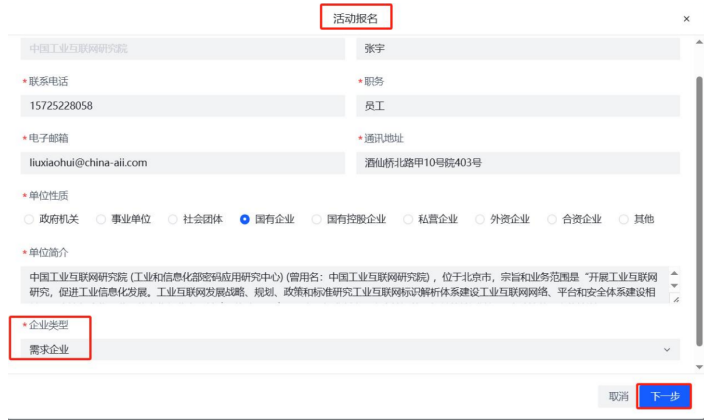 活动报名
×
中国工业互联网研究院
张宇
*联系电话
*职务
15725228058
员工
*电子邮箱
*通讯地址
liuxiaohui@china-aii.com
酒仙桥北路甲10号院403号
*单位性质
政府机关 事业单位 社会团体 国有企业 国有控股企业 私营企业 外资企业 合资企业 其他
*单位简介
中国工业互联网研究院 (工业和信息化部密码应用研究中心) (曾用名：中国工业互联网研究院) ，位于北京市，宗旨和业务范围是“开展工业互联网
研究，促进工业信息化发展。工业互联网发展战略、规划、政策和标准研究工业互联网标识解析体系建设工业互联网网络、平台和安全体系建设相
*企业类型
需求企业
取消 下一步